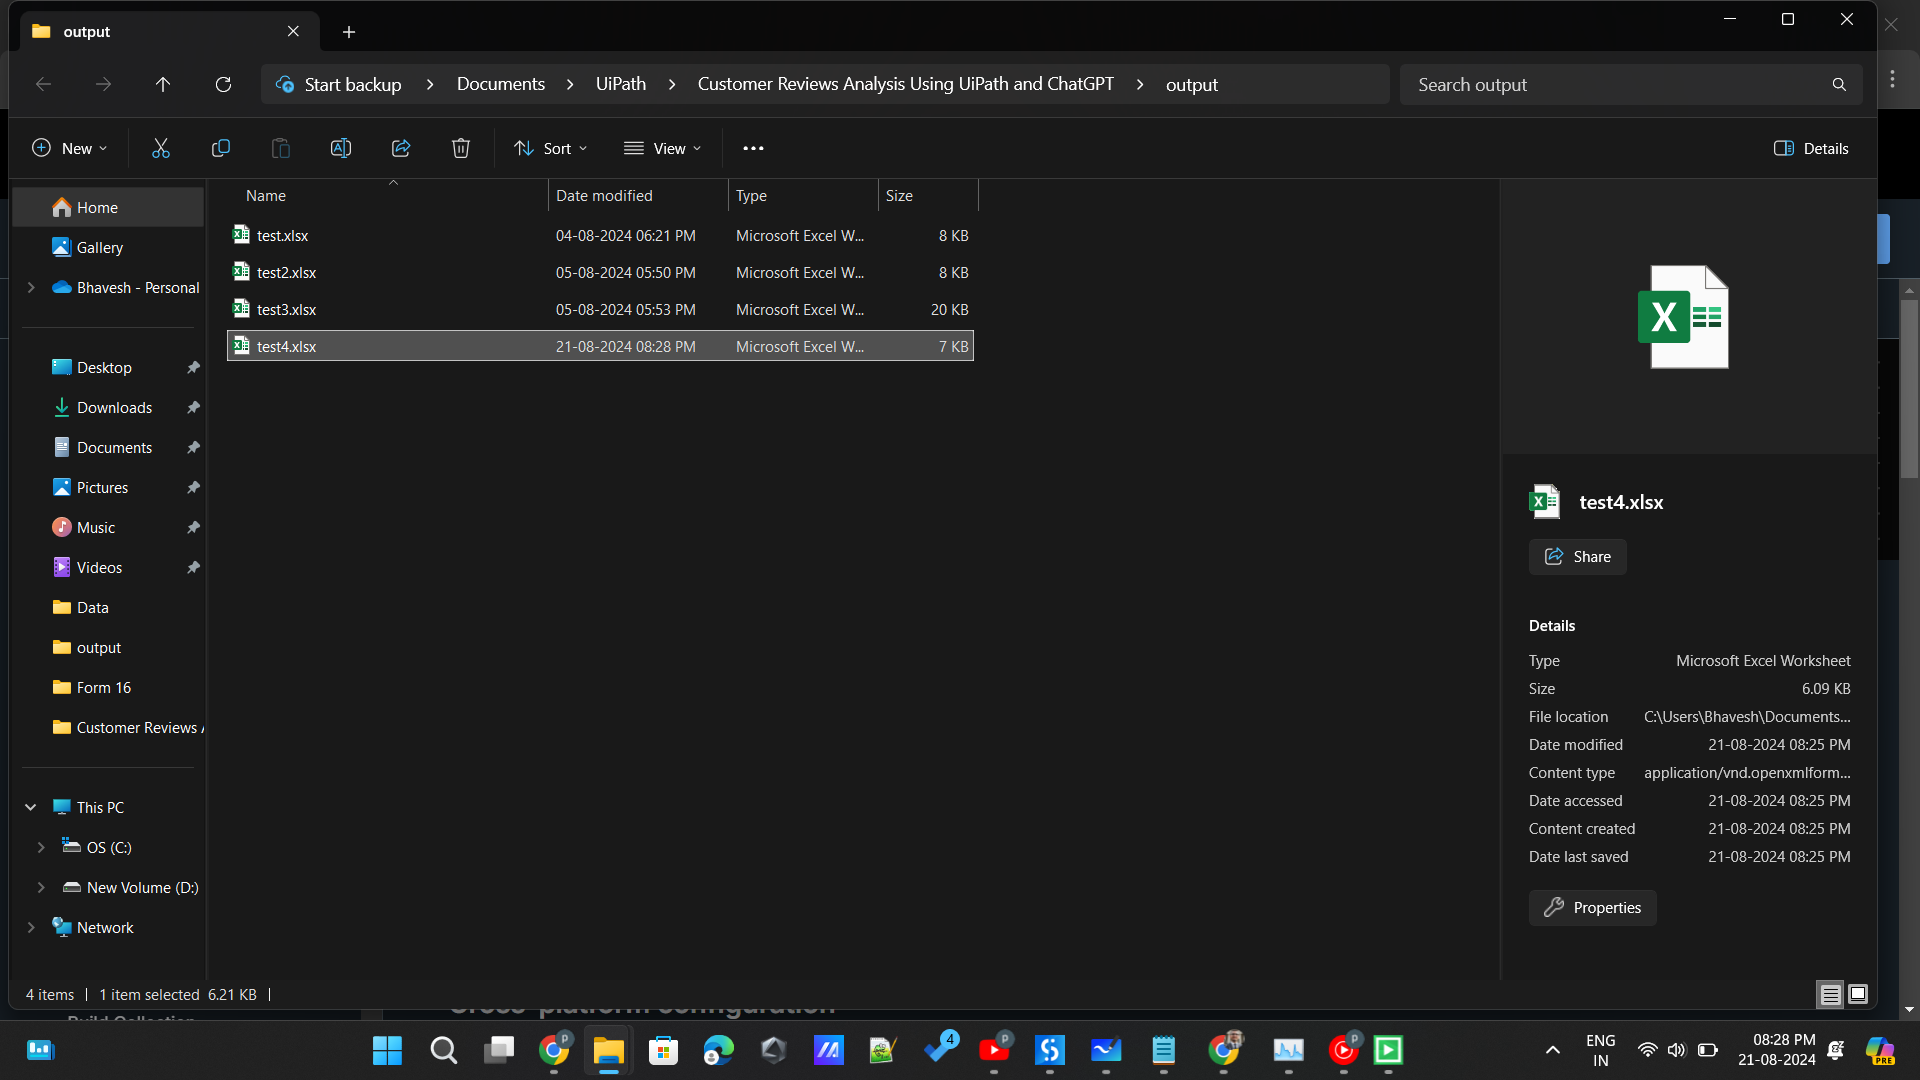 output
Start backup
Documents
UiPath
Customer Reviews Analysis Using UiPath and ChatGPT
output
Search output
New
Sort
View
Details
Name
Date modified
Type
Size
Home
Gallery
Bhavesh - Personal
Desktop
Downloads
Documents
Pictures
Music
Videos
Data
output
Form 16
Customer Reviews
This PC
OS (C:)
New Volume (D:)
Network
test.xlsx 04-08-2024 06:21 PM Microsoft Excel W... 8 KB
test2.xlsx 05-08-2024 05:50 PM Microsoft Excel W... 8 KB
test3.xlsx 05-08-2024 05:53 PM Microsoft Excel W... 20 KB
test4.xlsx 21-08-2024 08:28 PM Microsoft Excel W... 7 KB
test4.xlsx
Share
Details
Type Microsoft Excel Worksheet
Size 6.09 KB
File location C:\Users\Bhavesh\Documents...
Date modified 21-08-2024 08:25 PM
Content type application/vnd.openxmlform...
Date accessed 21-08-2024 08:25 PM
Content created 21-08-2024 08:25 PM
Date last saved 21-08-2024 08:25 PM
Properties
4 items
1 item selected 6.21 KB
4
ENG
IN
08:28 PM
21-08-2024
PRE